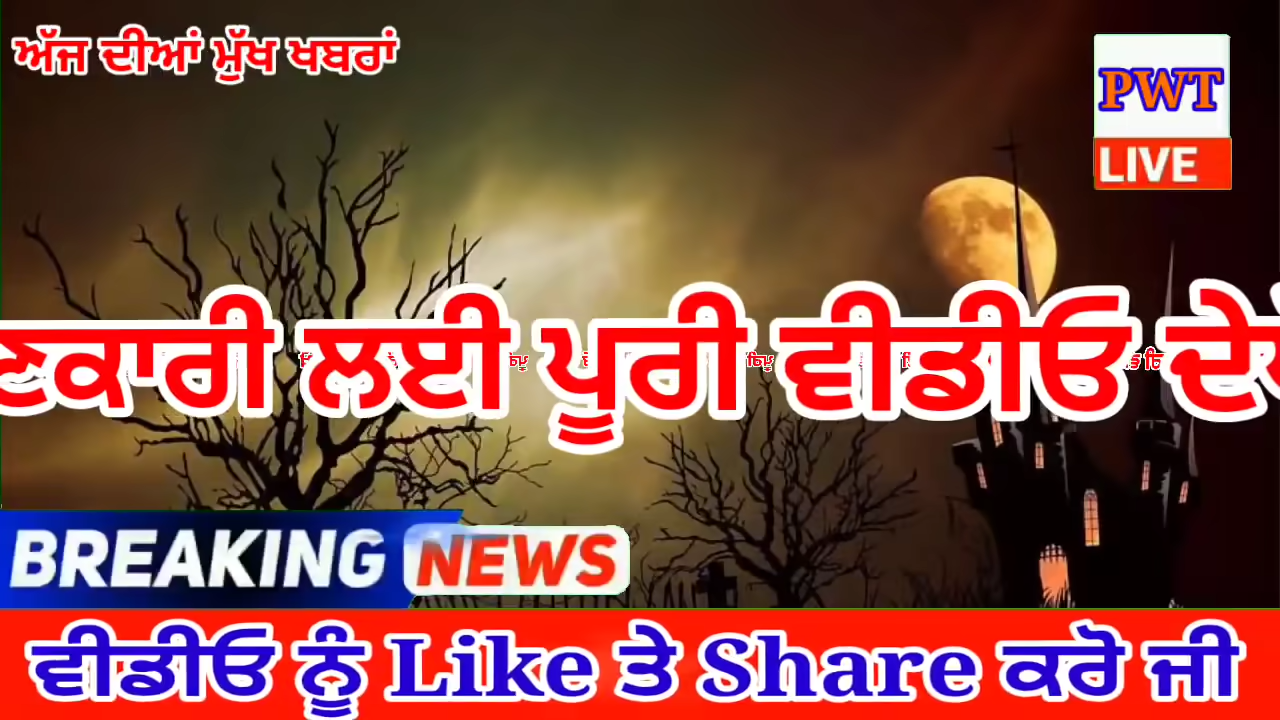 ਅੱਜ ਦੀਆਂ ਮੁੱਖ ਖਬਰਾਂ
PWT
LIVE
ਲਈ ਪੂਰੀ ਵੀਡੀਓ
BREAKING NEWS
ਵੀਡੀਓ ਨੂੰ Like ਤੇ Share ਕਰੋ ਜੀ